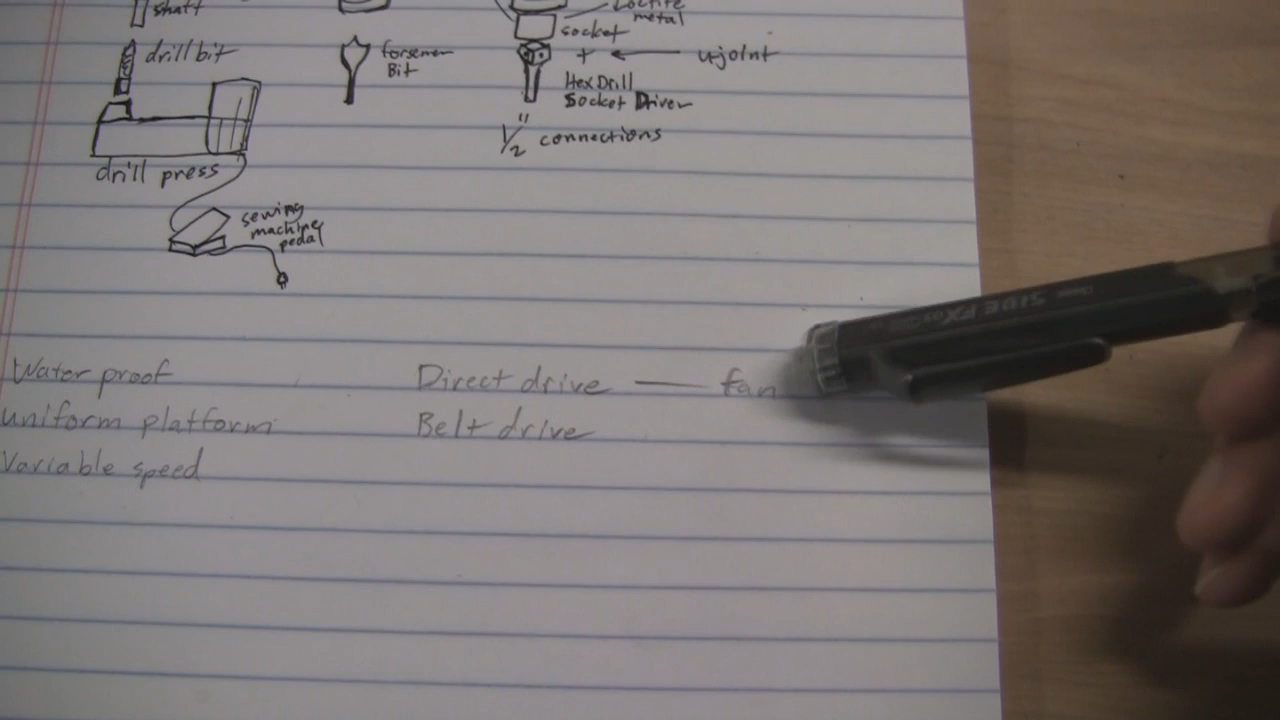 shaft
Loctite
metal
socket
drill bit
forsener
Bit
+ ← u-joint
Hex Drill
Socket Driver
1/2" connections
drill press
sewing
machine
pedal
Water proof
uniform platform
Variable speed
Direct drive — fan
Belt drive
SIDE FX